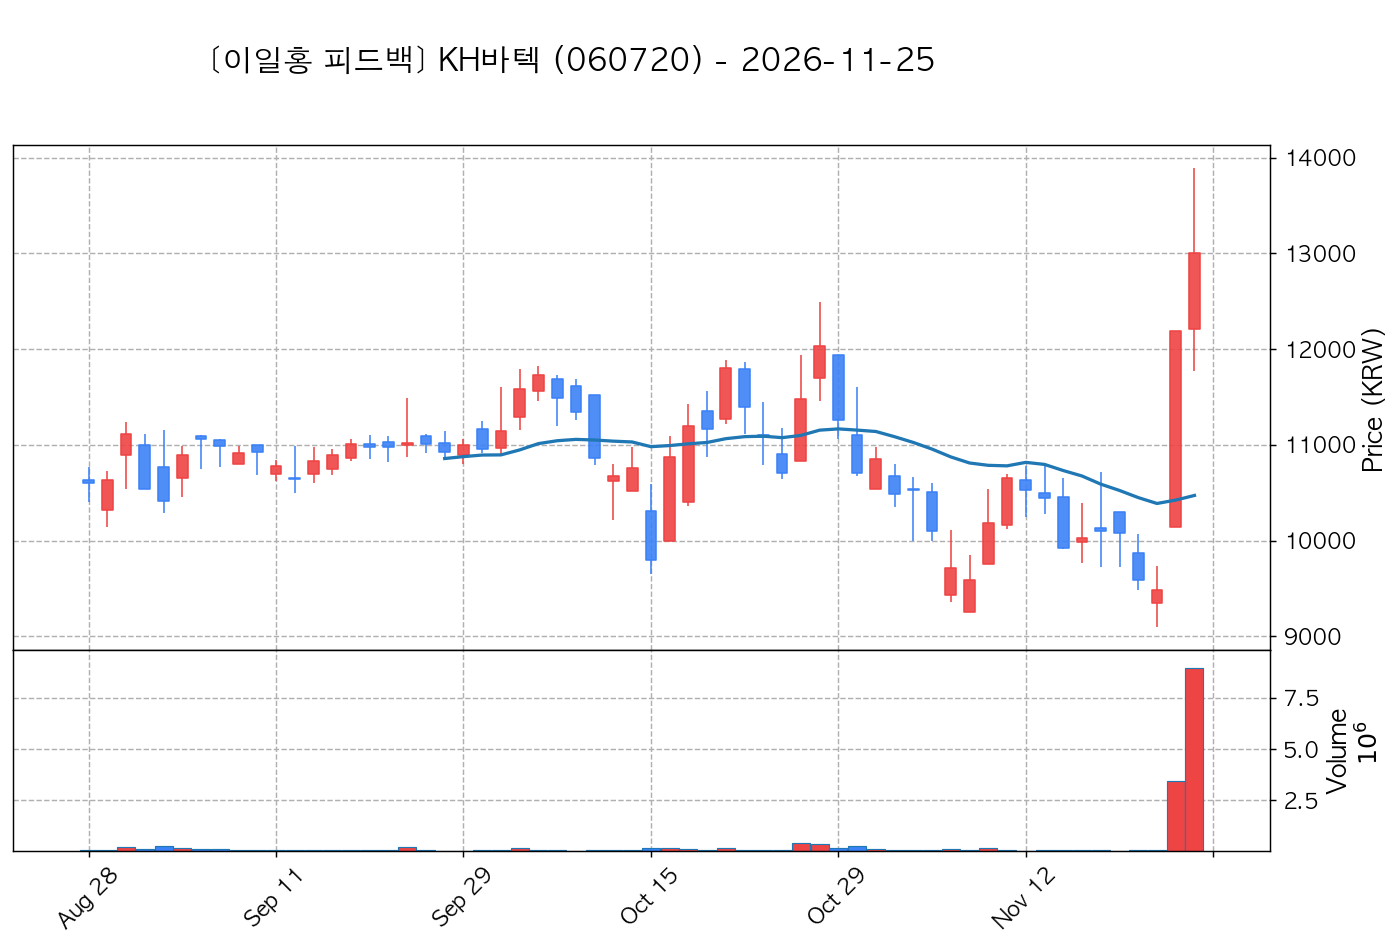 [이일홍 피드백] KH바텍 (060720) - 2026-11-25
14000
13000
12000
11000
10000
9000
Price (KRW)
7.5
5.0
2.5
Volume
10⁶
Aug 28
Sep 11
Sep 29
Oct 15
Oct 29
Nov 12